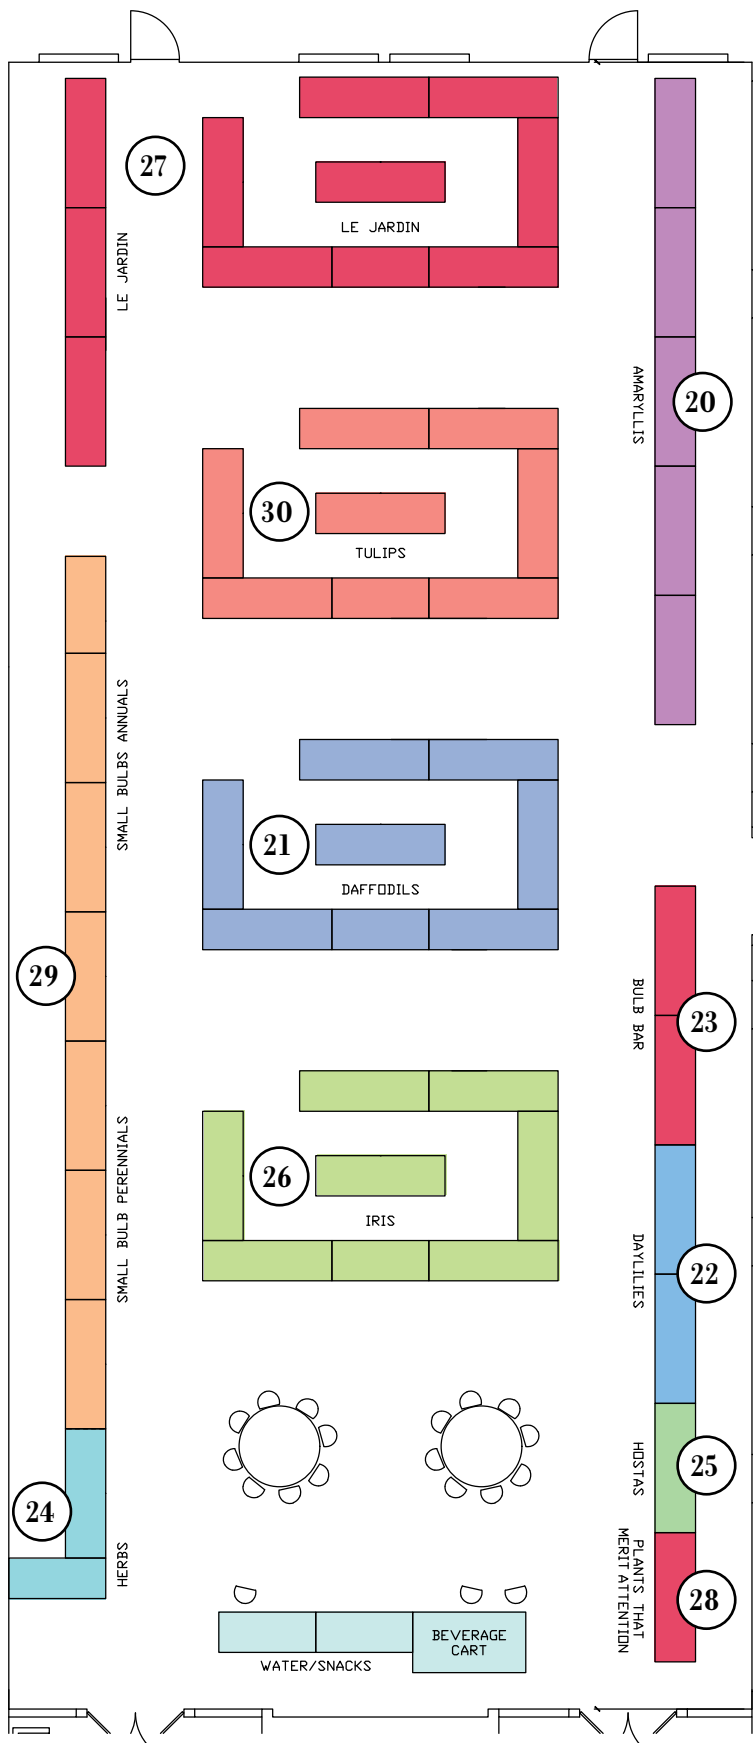 27
LE JARDIN
LE JARDIN
AMARYLLIS
20
30
TULIPS
SMALL BULBS ANNUALS
21
DAFFODILS
29
BULB BAR
23
SMALL BULB PERENNIALS
26
IRIS
DAYLILIES
22
HOSTAS
25
24
HERBS
PLANTS THAT
MERIT ATTENTION
28
BEVERAGE
CART
WATER/SNACKS